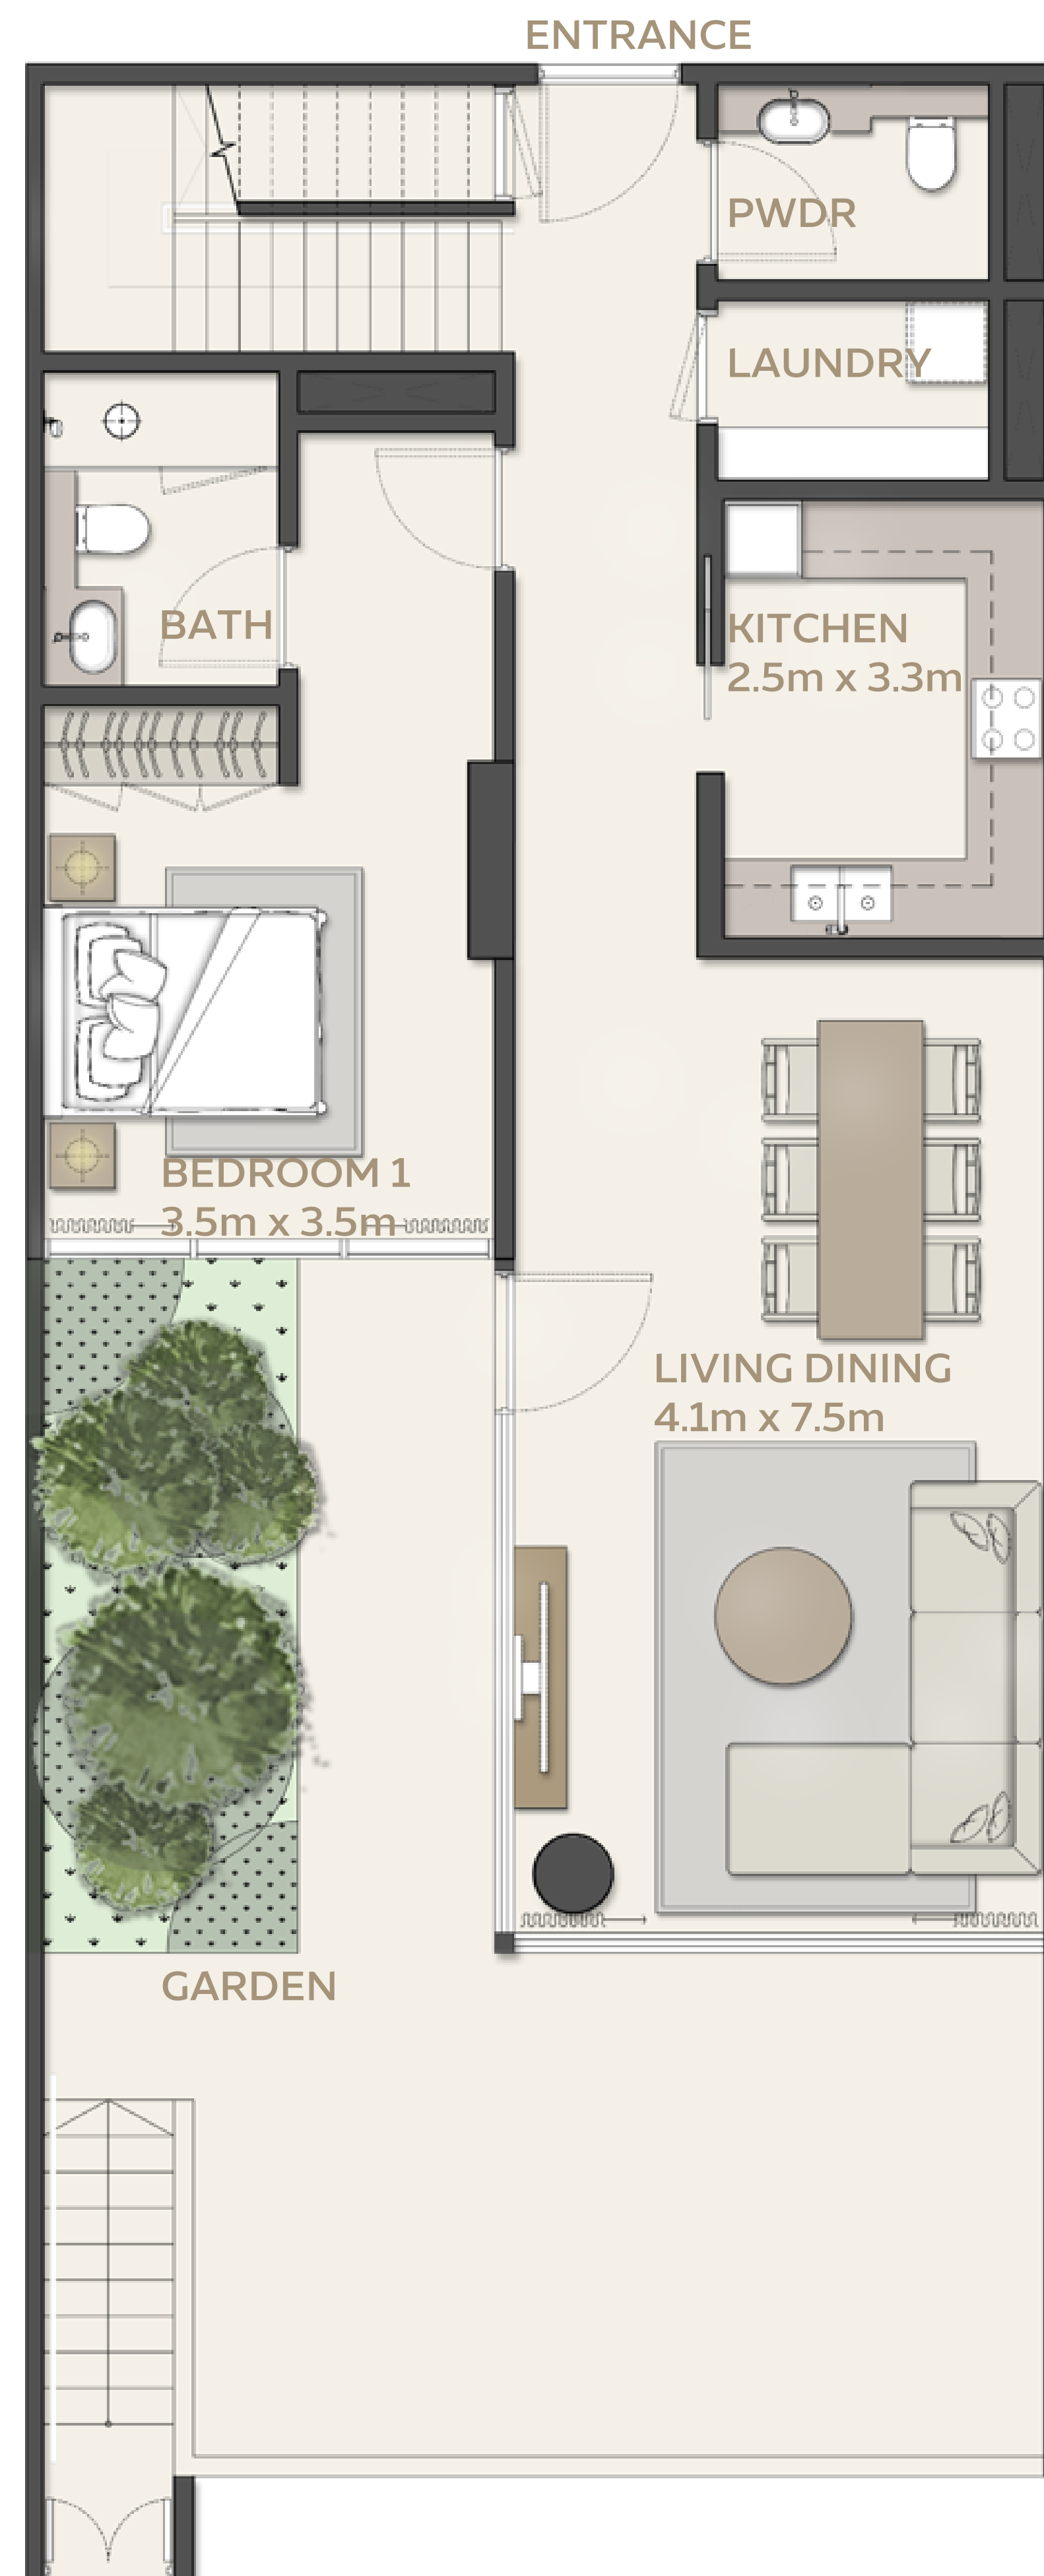 ENTRANCE
PWDR
LAUNDRY
KITCHEN
2.5m x 3.3m
BATH
BEDROOM 1
3.5m x 3.5m
LIVING DINING
4.1m x 7.5m
GARDEN